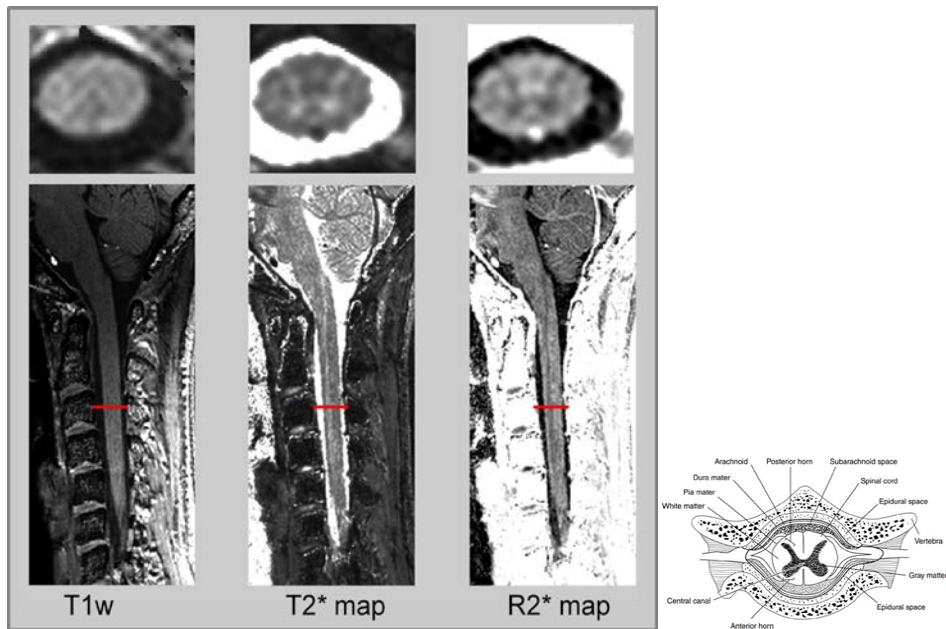 T1w
T2* map
R2* map
Arachnoid
Posterior horn
Subarachnoid space
Dura mater
Spinal cord
Pia mater
Epidural space
White matter
Vertebra
Gray matter
Central canal
Epidural space
Anterior horn